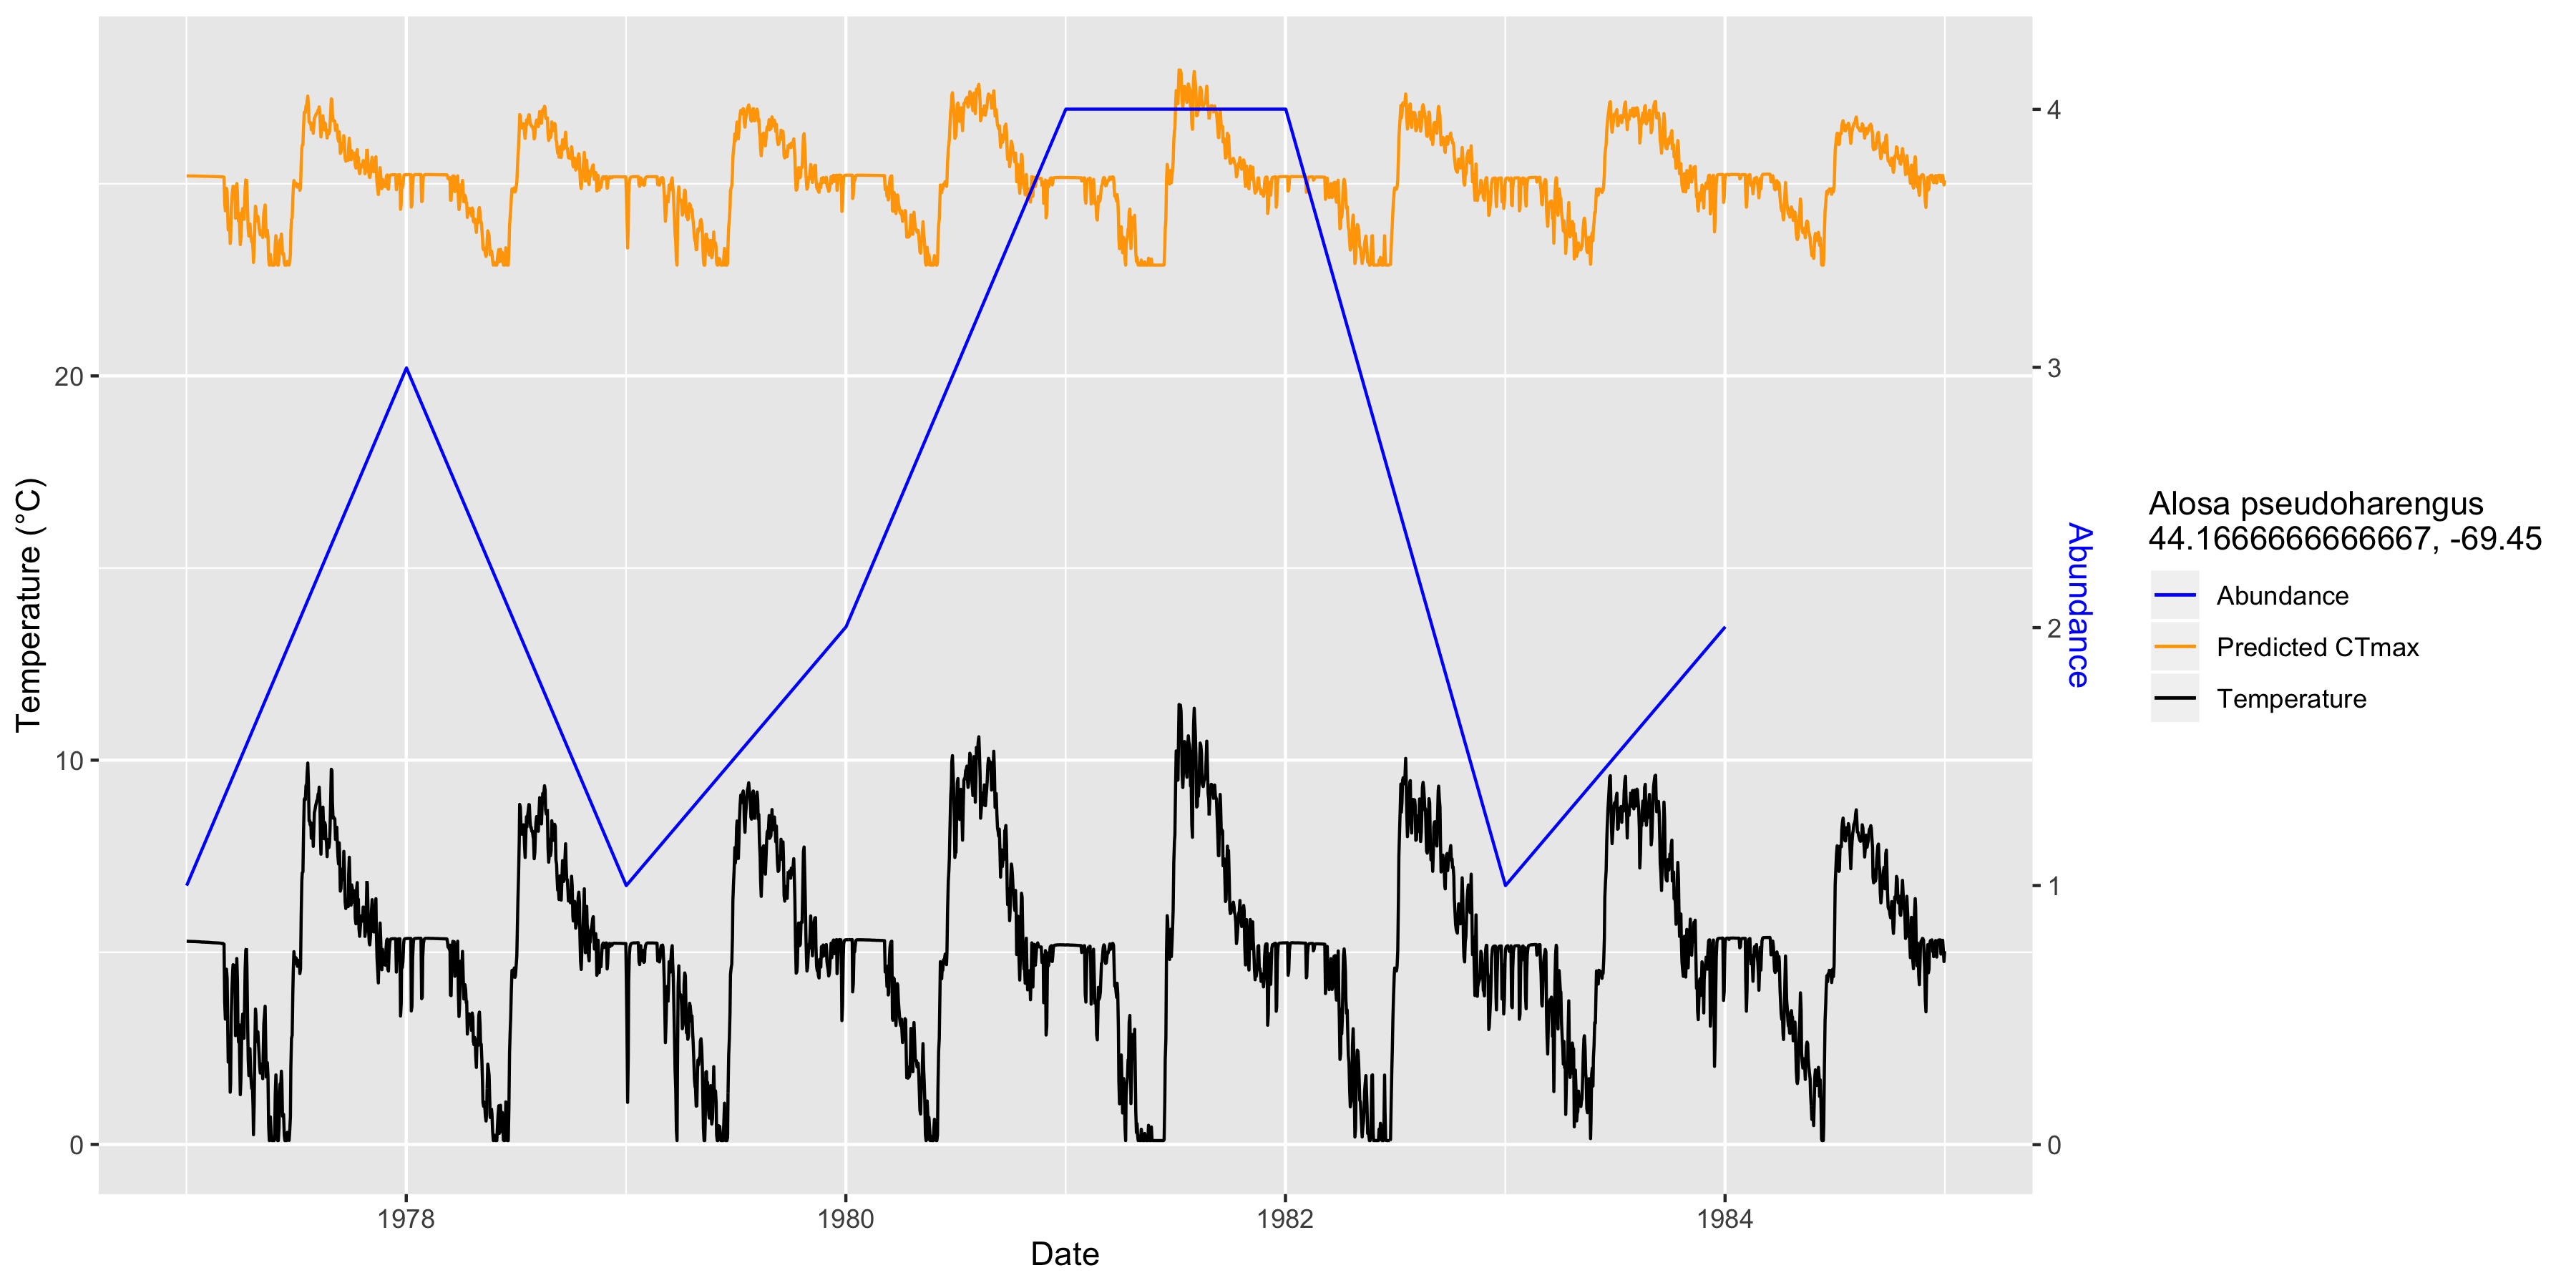 Temperature (°C)
20
10
0
1978
1980
1982
1984
Date
4
3
2
1
0
Abundance
Alosa pseudoharengus
44.1666666666667, -69.45
Abundance
Predicted CTmax
Temperature